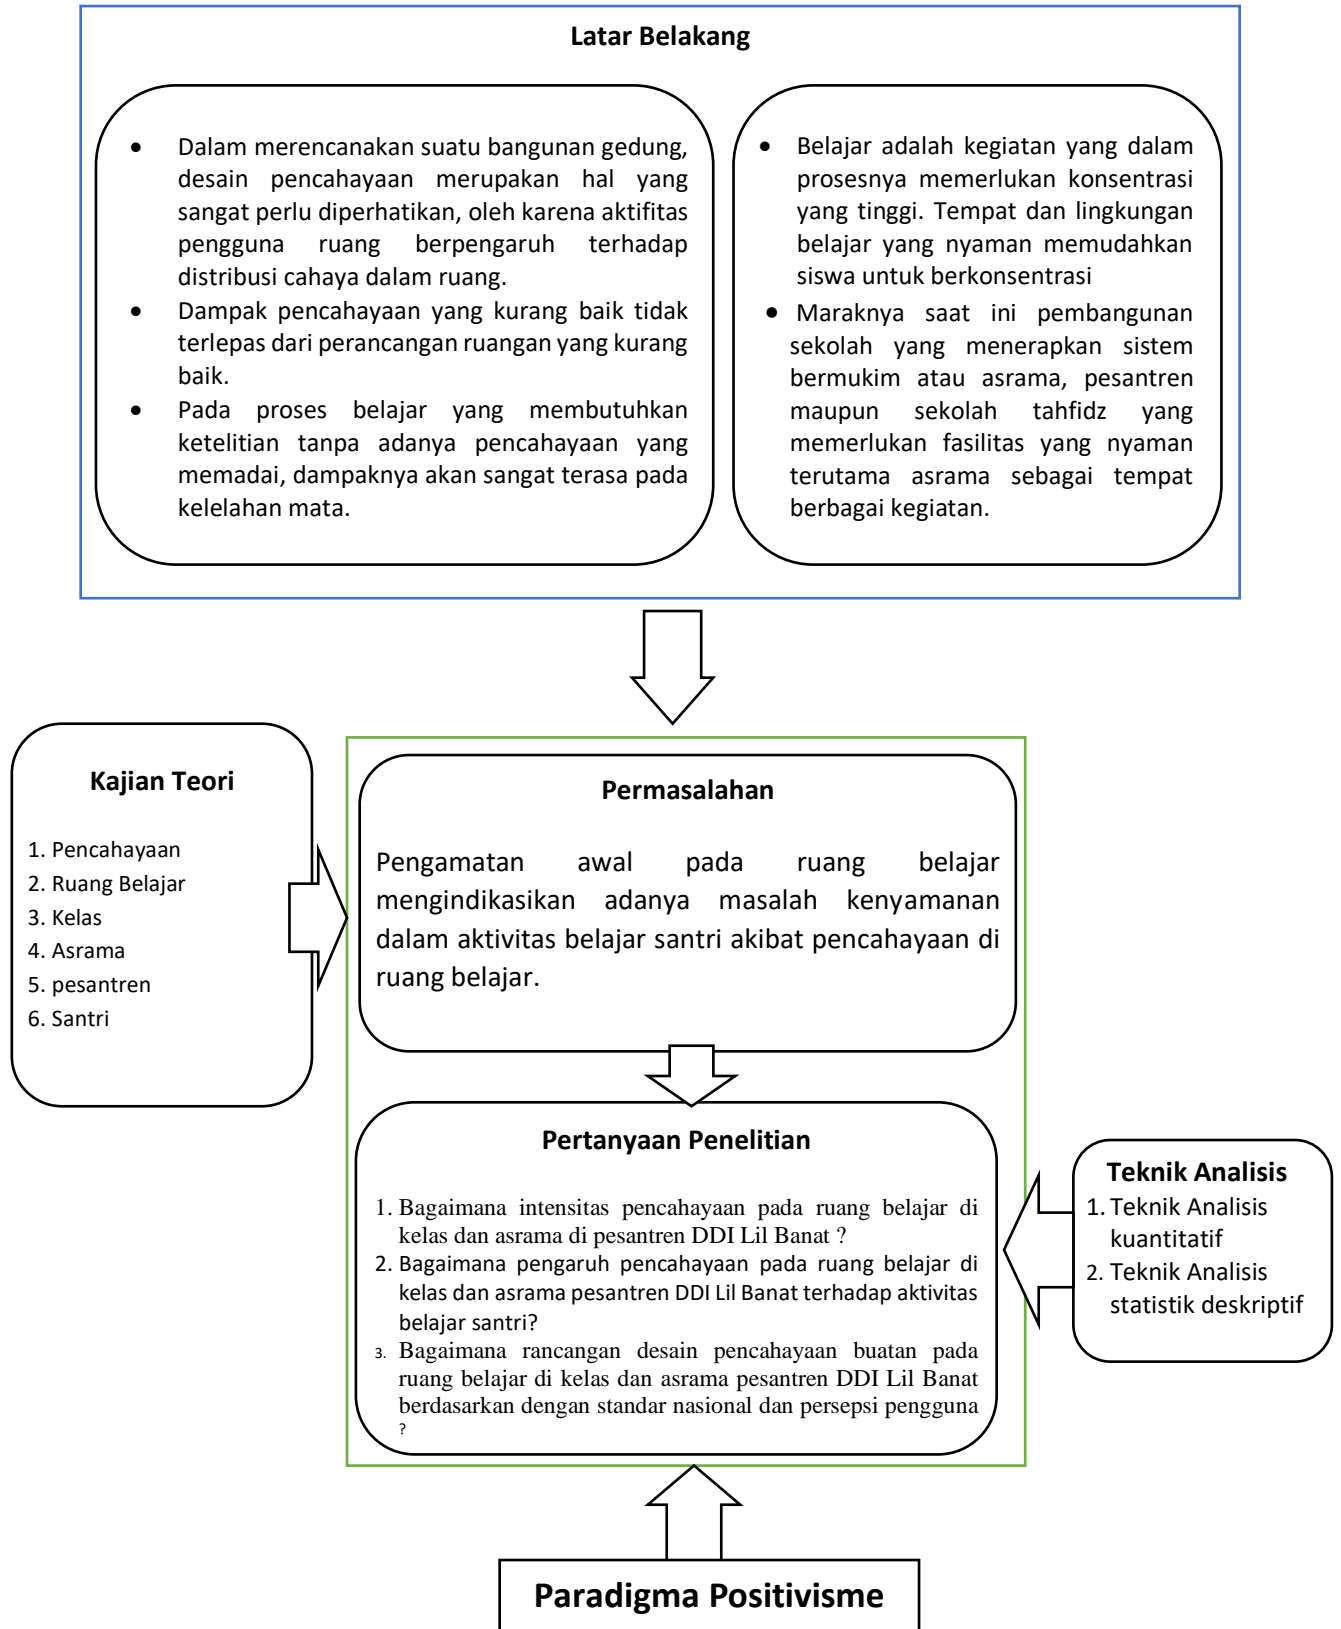 Latar Belakang
• Dalam merencanakan suatu bangunan gedung,
desain pencahayaan merupakan hal yang
sangat perlu diperhatikan, oleh karena aktifitas
pengguna ruang berpengaruh terhadap
distribusi cahaya dalam ruang.
• Dampak pencahayaan yang kurang baik tidak
terlepas dari perancangan ruangan yang kurang
baik.
• Pada proses belajar yang membutuhkan
ketelitian tanpa adanya pencahayaan yang
memadai, dampaknya akan sangat terasa pada
kelelahan mata.
• Belajar adalah kegiatan yang dalam
prosesnya memerlukan konsentrasi
yang tinggi. Tempat dan lingkungan
belajar yang nyaman memudahkan
siswa untuk berkonsentrasi
• Maraknya saat ini pembangunan
sekolah yang menerapkan sistem
bermukim atau asrama, pesantren
maupun sekolah tahfidz yang
memerlukan fasilitas yang nyaman
terutama asrama sebagai tempat
berbagai kegiatan.
Kajian Teori
1. Pencahayaan
2. Ruang Belajar
3. Kelas
4. Asrama
5. pesantren
6. Santri
Permasalahan
Pengamatan awal pada ruang belajar
mengindikasikan adanya masalah kenyamanan
dalam aktivitas belajar santri akibat pencahayaan di
ruang belajar.
Pertanyaan Penelitian
1. Bagaimana intensitas pencahayaan pada ruang belajar di
kelas dan asrama di pesantren DDI Lil Banat ?
2. Bagaimana pengaruh pencahayaan pada ruang belajar di
kelas dan asrama pesantren DDI Lil Banat terhadap aktivitas
belajar santri?
3. Bagaimana rancangan desain pencahayaan buatan pada
ruang belajar di kelas dan asrama pesantren DDI Lil Banat
berdasarkan dengan standar nasional dan persepsi pengguna
?
Teknik Analisis
1. Teknik Analisis
kuantitatif
2. Teknik Analisis
statistik deskriptif
Paradigma Positivisme